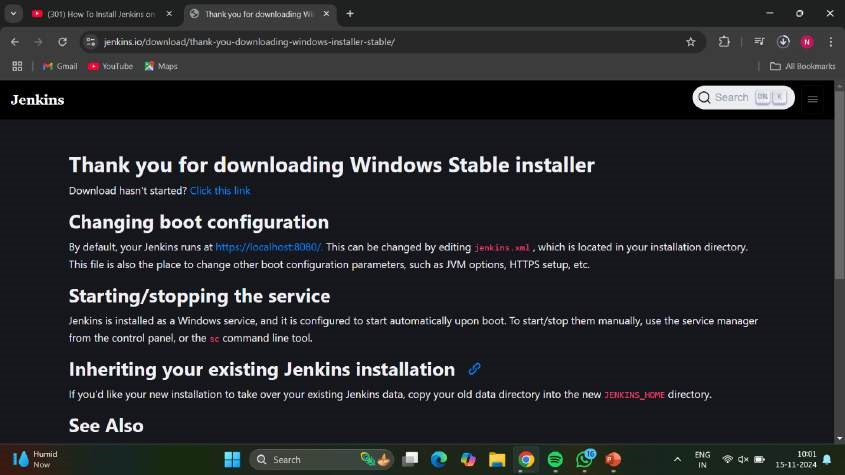 (301) How To Install Jenkins on
Thank you for downloading Wi
jenkins.io/download/thank-you-downloading-windows-installer-stable/
N
Gmail
YouTube
Maps
All Bookmarks
Jenkins
Search
K
Thank you for downloading Windows Stable installer
Download hasn't started? Click this link
Changing boot configuration
By default, your Jenkins runs at https://localhost:8080/. This can be changed by editing jenkins.xml , which is located in your installation directory.
This file is also the place to change other boot configuration parameters, such as JVM options, HTTPS setup, etc.
Starting/stopping the service
Jenkins is installed as a Windows service, and it is configured to start automatically upon boot. To start/stop them manually, use the service manager
from the control panel, or the sc command line tool.
Inheriting your existing Jenkins installation
If you'd like your new installation to take over your existing Jenkins data, copy your old data directory into the new JENKINS_HOME directory.
See Also
Humid
Now
Search
16
ENG
IN
10:01
15-11-2024